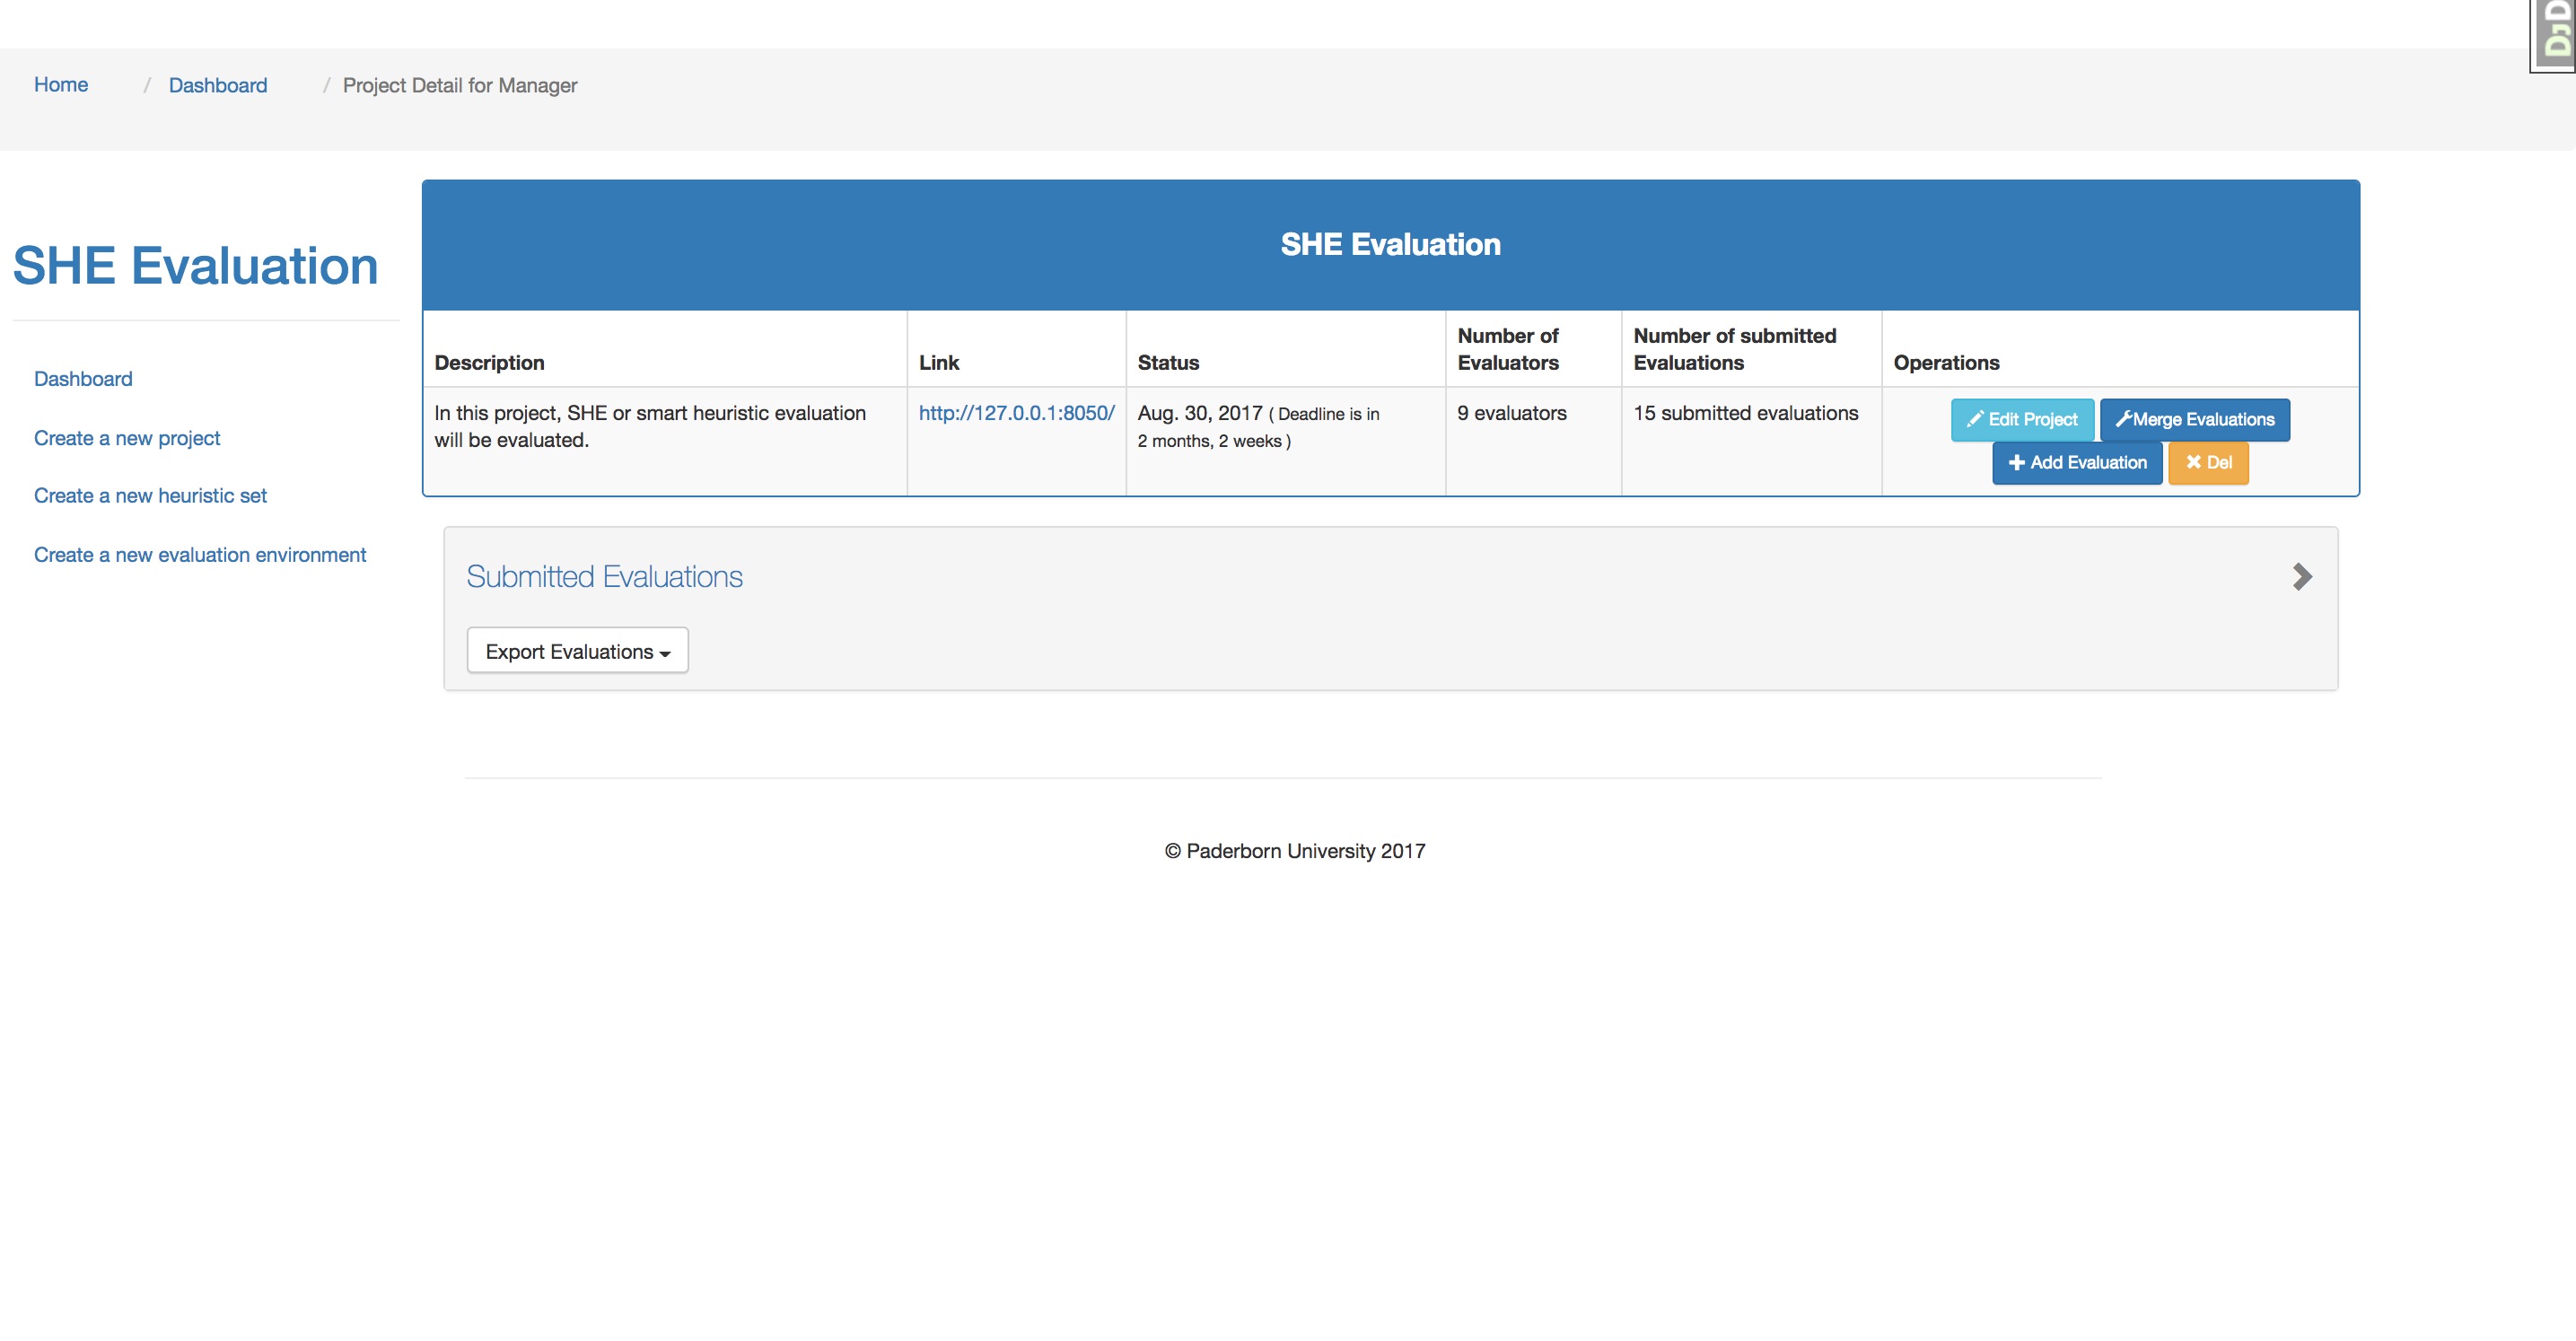 DJD
Home / Dashboard / Project Detail for Manager
SHE Evaluation
Dashboard
Create a new project
Create a new heuristic set
Create a new evaluation environment
SHE Evaluation
Description
Link
Status
Number of
Evaluators
Number of submitted
Evaluations
Operations
In this project, SHE or smart heuristic evaluation
will be evaluated.
http://127.0.0.1:8050/
Aug. 30, 2017 ( Deadline is in
2 months, 2 weeks )
9 evaluators
15 submitted evaluations
Edit Project
Merge Evaluations
Add Evaluation
Del
Submitted Evaluations
Export Evaluations
© Paderborn University 2017